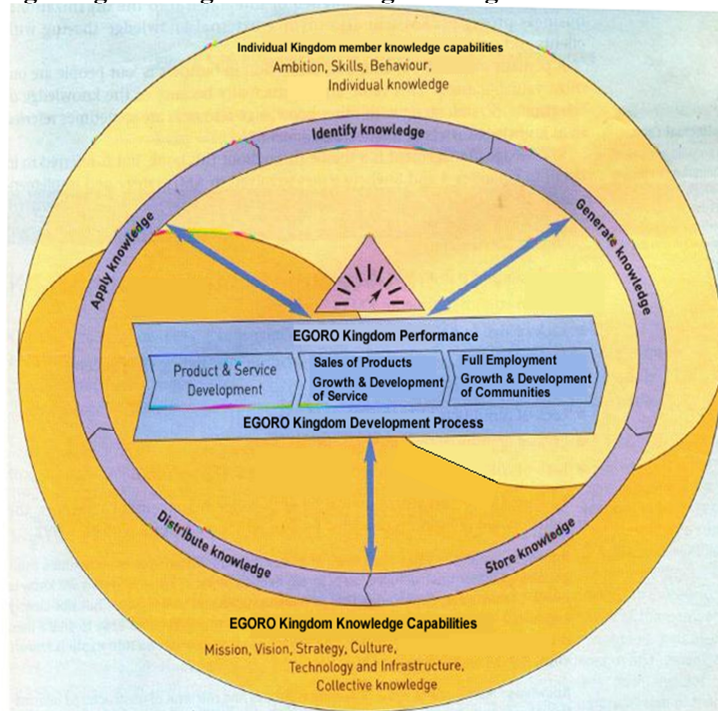 Individual Kingdom member knowledge capabilities
Ambition, Skills, Behaviour,
Individual knowledge
Identify knowledge
Generate knowledge
Apply knowledge
EGORO Kingdom Performance
Product & Service
Development
Sales of Products
Growth & Development
of Service
Full Employment
Growth & Development
of Communities
EGORO Kingdom Development Process
Distribute knowledge
Store knowledge
EGORO Kingdom Knowledge Capabilities
Mission, Vision, Strategy, Culture,
Technology and Infrastructure,
Collective knowledge